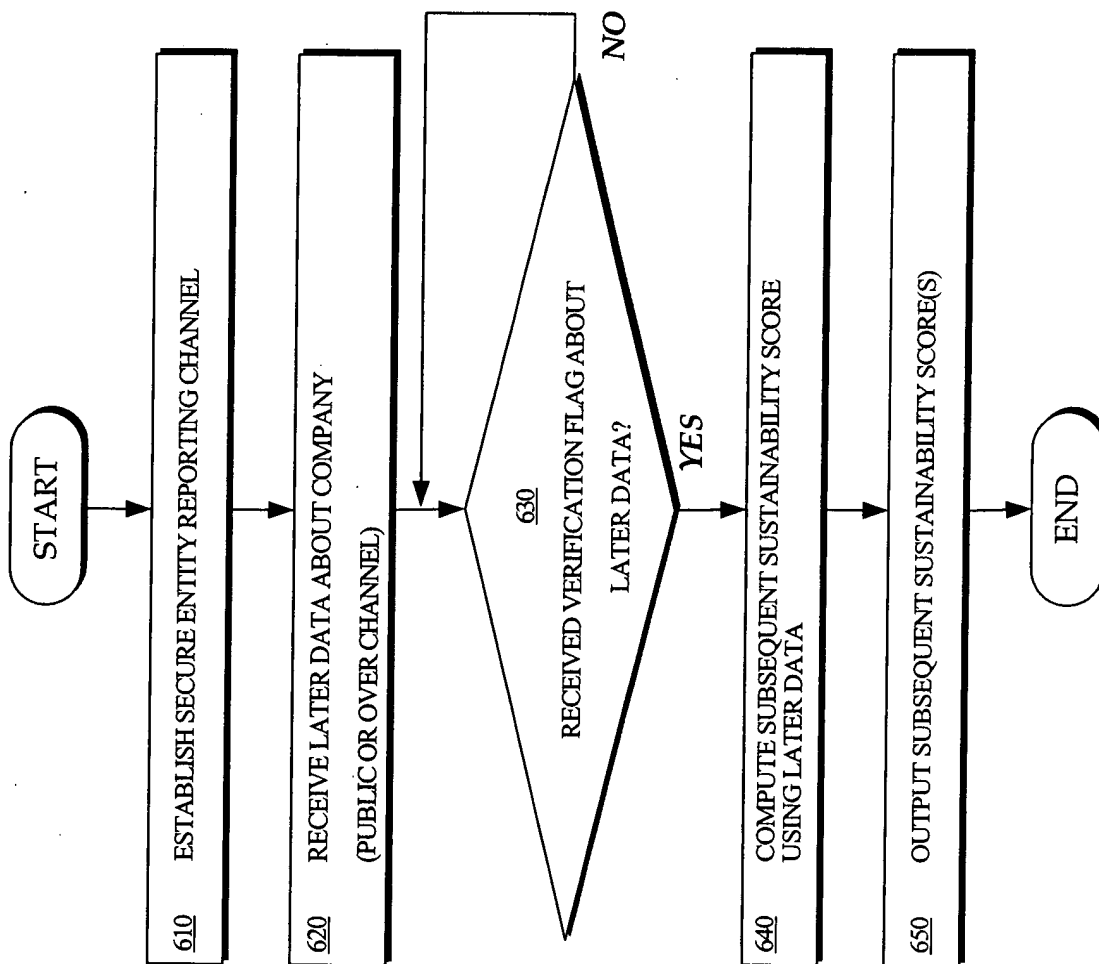 START
610 ESTABLISH SECURE ENTITY REPORTING CHANNEL
620 RECEIVE LATER DATA ABOUT COMPANY
(PUBLIC OR OVER CHANNEL)
630
RECEIVED VERIFICATION FLAG ABOUT
LATER DATA?
NO
YES
640 COMPUTE SUBSEQUENT SUSTAINABILITY SCORE
USING LATER DATA
650 OUTPUT SUBSEQUENT SUSTAINABILITY SCORE(S)
END